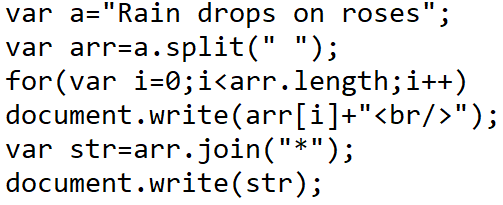 var a="Rain drops on roses";
var arr=a.split(" ");
for(var i=0;i<arr.length;i++)
document.write(arr[i]+"<br/>");
var str=arr.join("*");
document.write(str);